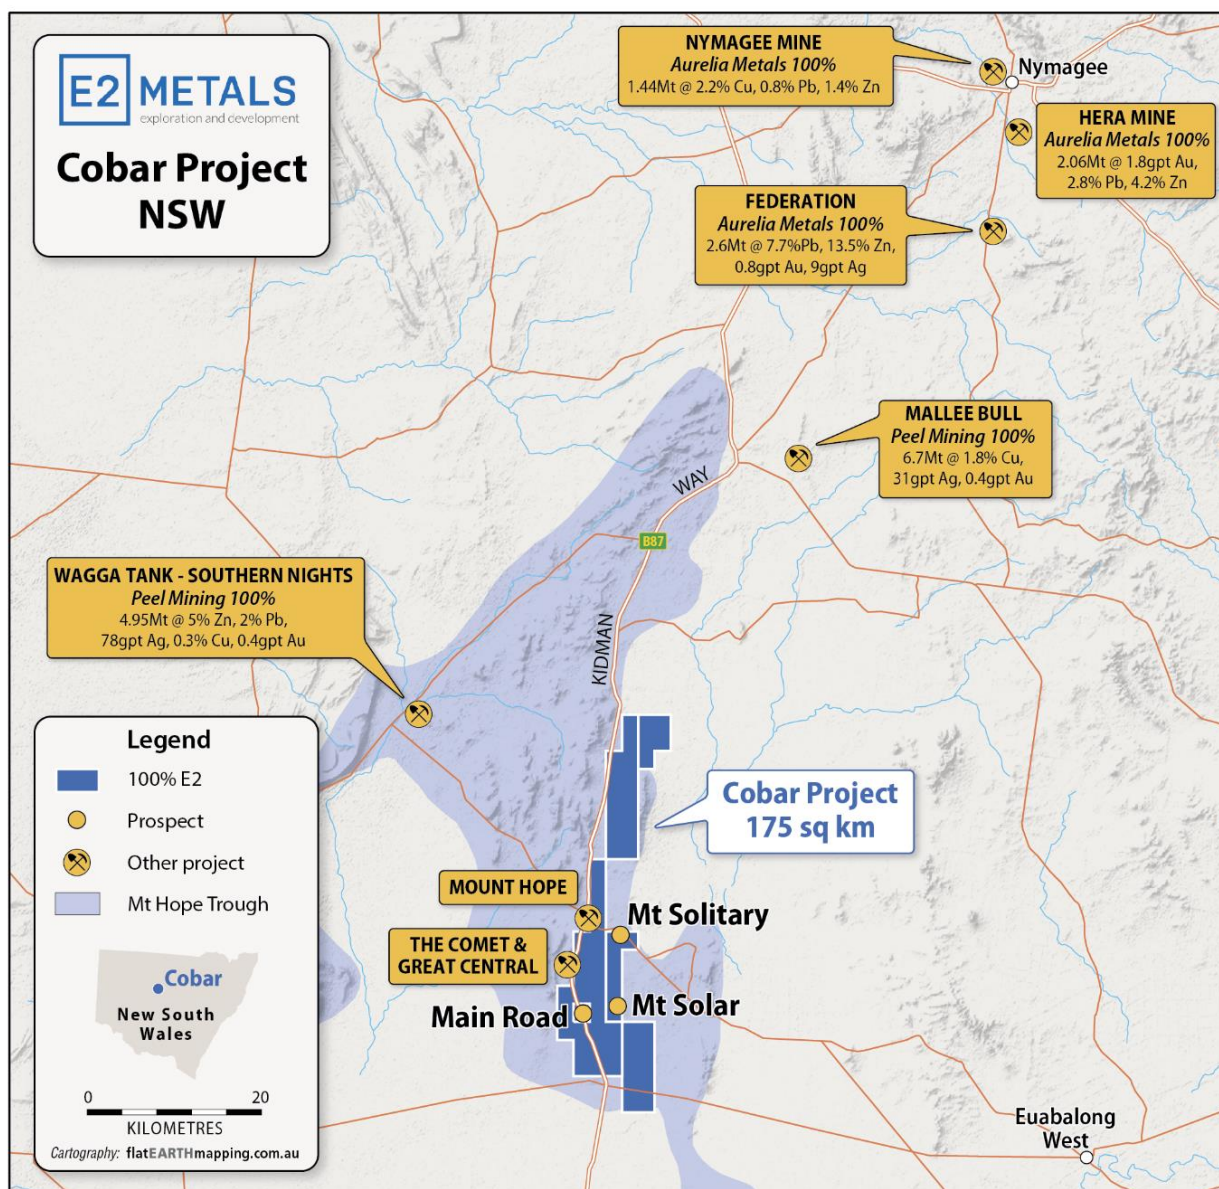 E2 METALS
exploration and development
Cobar Project
NSW
NYMAGEE MINE
Aurelia Metals 100%
1.44Mt @ 2.2% Cu, 0.8% Pb, 1.4% Zn
Nymagee
HERA MINE
Aurelia Metals 100%
2.06Mt @ 1.8gpt Au,
2.8% Pb, 4.2% Zn
FEDERATION
Aurelia Metals 100%
2.6Mt @ 7.7%Pb, 13.5% Zn,
0.8gpt Au, 9gpt Ag
MALLEE BULL
Peel Mining 100%
6.7Mt @ 1.8% Cu,
31gpt Ag, 0.4gpt Au
WAY
B87
KIDMAN
WAGGA TANK - SOUTHERN NIGHTS
Peel Mining 100%
4.95Mt @ 5% Zn, 2% Pb,
78gpt Ag, 0.3% Cu, 0.4gpt Au
Cobar Project
175 sq km
MOUNT HOPE
Mt Solitary
THE COMET &
GREAT CENTRAL
Main Road
Mt Solar
Euabalong
West
Legend
100% E2
Prospect
Other project
Mt Hope Trough
Cobar
New South
Wales
0 20
KILOMETRES
Cartography: flatEARTHmapping.com.au